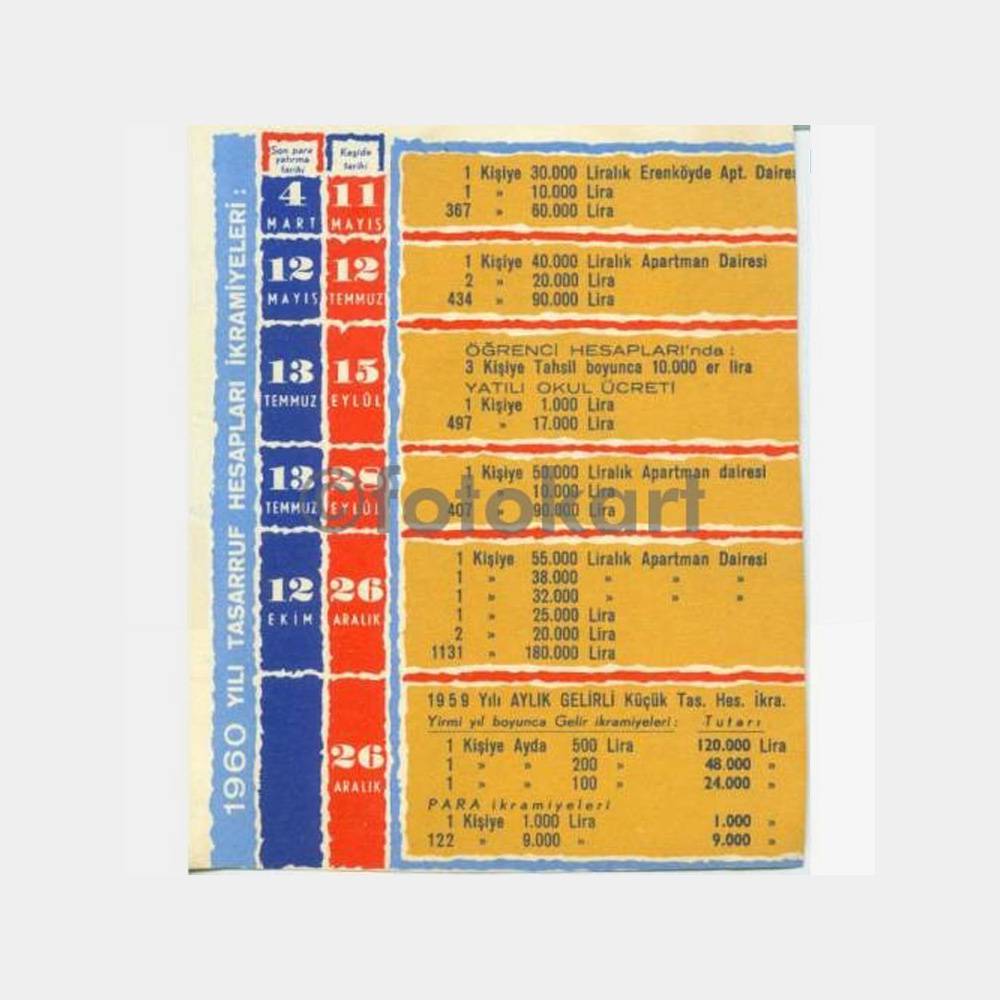 1960 YILI TASARRUF HESAPLARI İKRAMİYELERİ :
Son para
yatırma
tarihi
Keşide
tarihi
4
MART
11
MAYIS
1 Kişiye 30.000 Liralık Erenköyde Apt. Daires
1 » 10.000 Lira
367 » 60.000 Lira
12
MAYIS
12
TEMMUZ
1 Kişiye 40.000 Liralık Apartman Dairesi
2 » 20.000 Lira
434 » 90.000 Lira
13
TEMMUZ
15
EYLÜL
ÖĞRENCİ HESAPLARI'nda :
3 Kişiye Tahsil boyunca 10.000 er lira
YATILI OKUL ÜCRETİ
1 Kişiye 1.000 Lira
497 » 17.000 Lira
13
TEMMUZ
28
EYLÜL
1 Kişiye 50.000 Liralık Apartman dairesi
10.000 Lira
407 » 90.000 Lira
©fotokart
12
EKİM
26
ARALIK
1 Kişiye 55.000 Liralık Apartman Dairesi
1 » 38.000 » » »
1 » 32.000 » » »
1 » 25.000 Lira
2 » 20.000 Lira
1131 » 180.000 Lira
26
ARALIK
1959 Yılı AYLIK GELİRLİ Küçük Tas. Hes. İkra.
Yirmi yıl boyunca Gelir ikramiyeleri : Tutarı
1 Kişiye Ayda 500 Lira 120.000 Lira
1 » » 200 » 48.000 »
1 » » 100 » 24.000 »
PARA ikramiyeleri
1 Kişiye 1.000 Lira 1.000 »
122 » 9.000 » 9.000 »